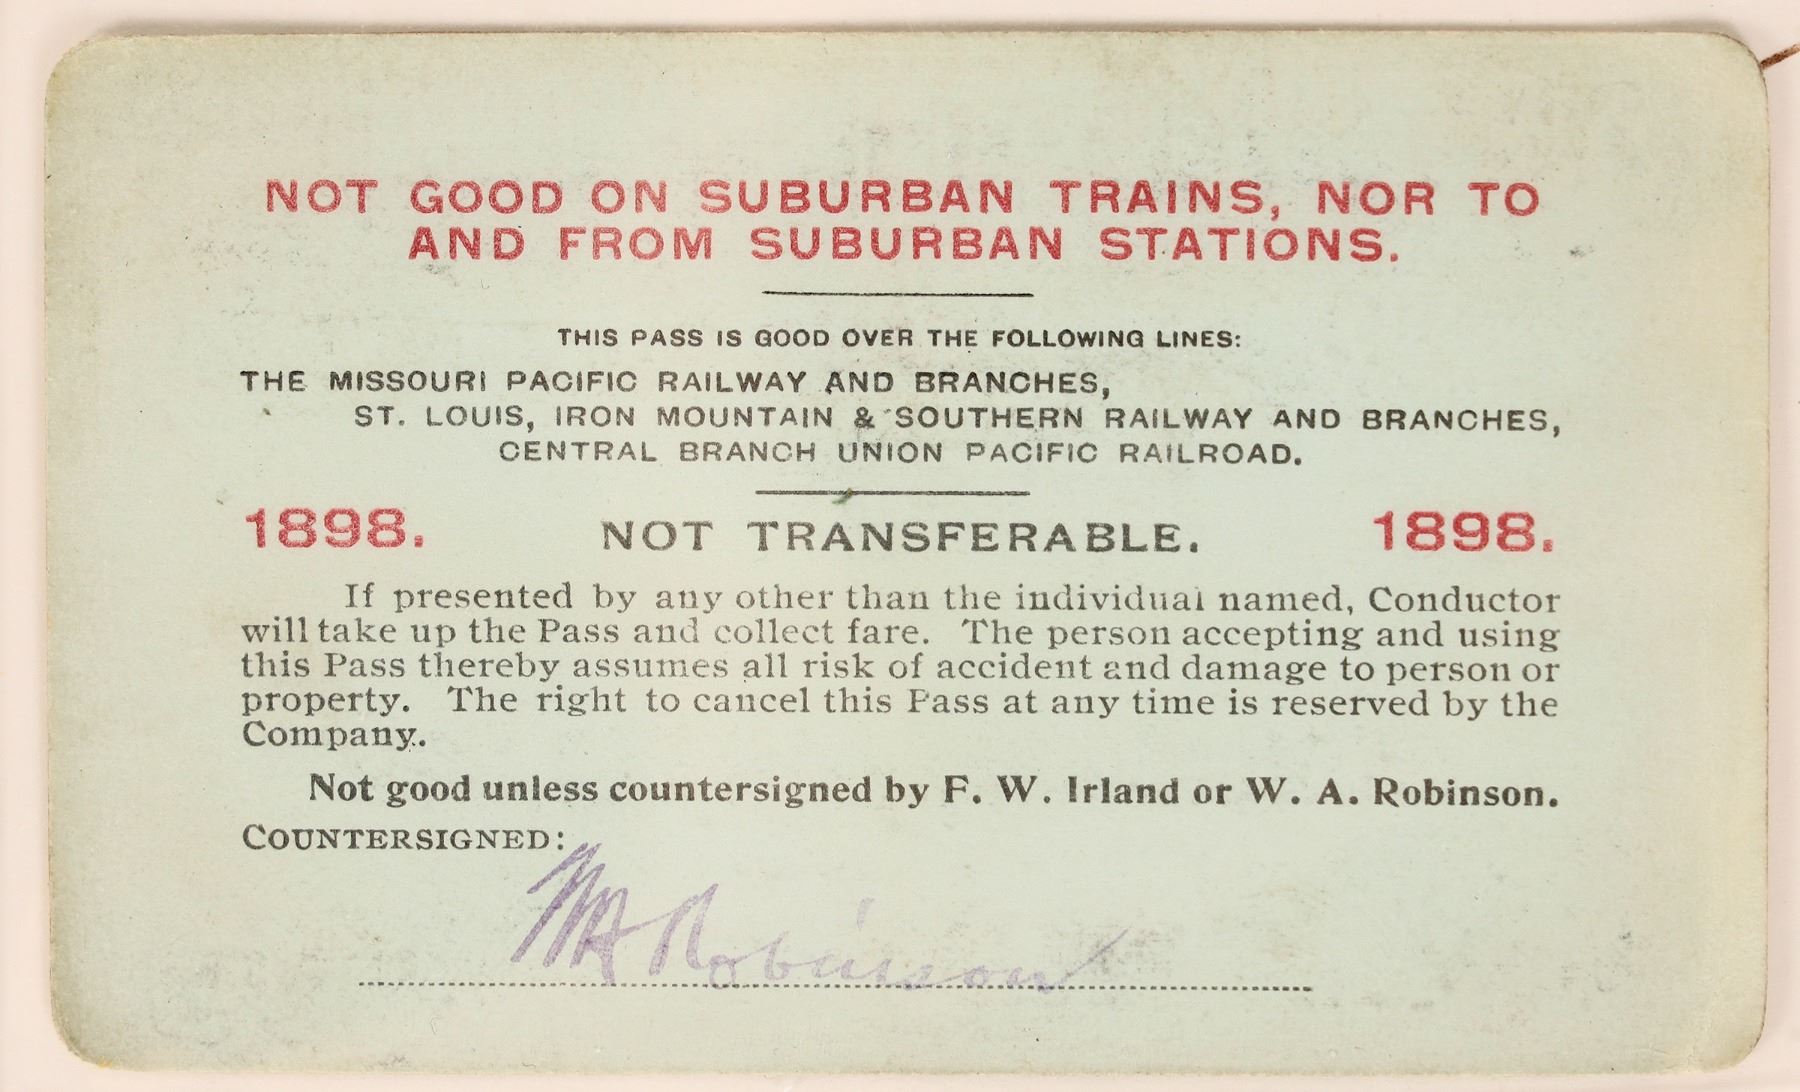 NOT GOOD ON SUBURBAN TRAINS, NOR TO
AND FROM SUBURBAN STATIONS.
THIS PASS IS GOOD OVER THE FOLLOWING LINES:
THE MISSOURI PACIFIC RAILWAY AND BRANCHES,
ST. LOUIS, IRON MOUNTAIN & SOUTHERN RAILWAY AND BRANCHES,
CENTRAL BRANCH UNION PACIFIC RAILROAD.
1898. NOT TRANSFERABLE. 1898.
If presented by any other than the individual named, Conductor
will take up the Pass and collect fare. The person accepting and using
this Pass thereby assumes all risk of accident and damage to person or
property. The right to cancel this Pass at any time is reserved by the
Company.
Not good unless countersigned by F. W. Irland or W. A. Robinson.
COUNTERSIGNED:
W A Robinson